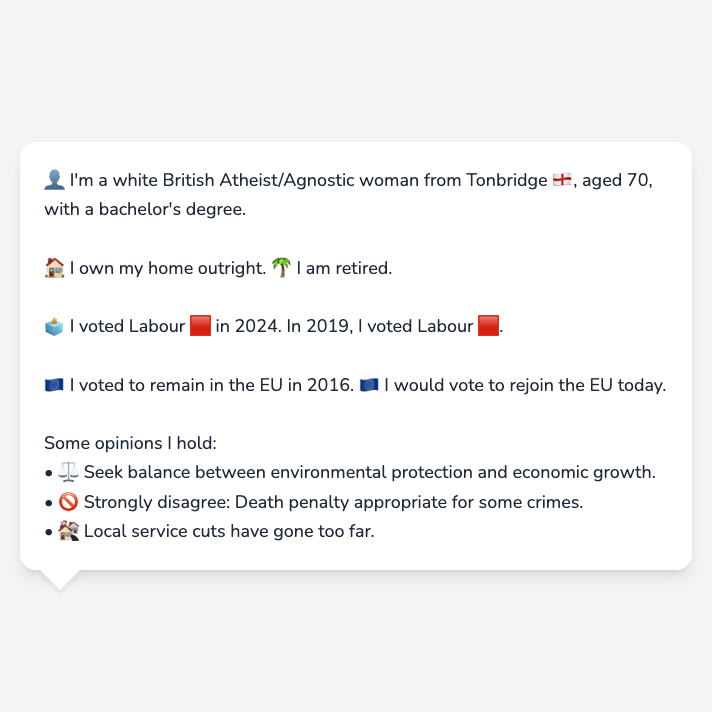 👤 I'm a white British Atheist/Agnostic woman from Tonbridge 🏴󠁧󠁢󠁥󠁮󠁧󠁿, aged 70,
with a bachelor's degree.
🏠 I own my home outright. 🌴 I am retired.
🗳️ I voted Labour 🟥 in 2024. In 2019, I voted Labour 🟥.
🇪🇺 I voted to remain in the EU in 2016. 🇪🇺 I would vote to rejoin the EU today.
Some opinions I hold:
• ⚖️ Seek balance between environmental protection and economic growth.
• 🚫 Strongly disagree: Death penalty appropriate for some crimes.
• 🏚️ Local service cuts have gone too far.